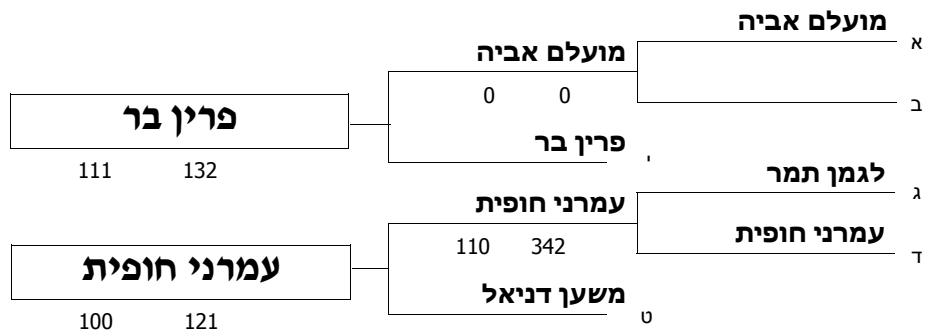 מועלם אביה
א
מועלם אביה
0 0
ב
פרין בר
111 132
פרין בר
י
לגמן תמר
ג
עמרני חופית
110 342
עמרני חופית
ד
עמרני חופית
100 121
משען דניאל
ט